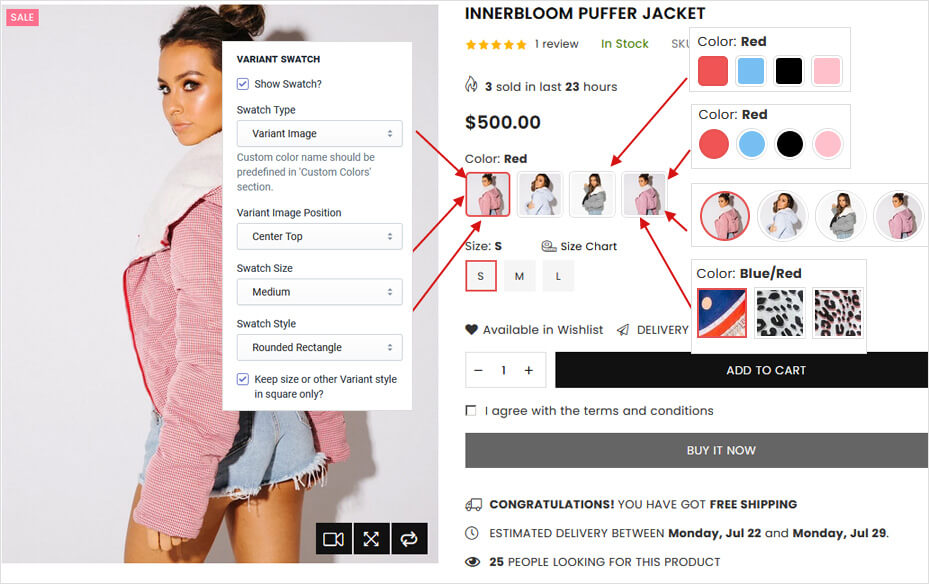 SALE
VARIANT SWATCH
Show Swatch?
Swatch Type
Variant Image
Custom color name should be
predefined in 'Custom Colors'
section.
Variant Image Position
Center Top
Swatch Size
Medium
Swatch Style
Rounded Rectangle
Keep size or other Variant style
in square only?
INNERBLOOM PUFFER JACKET
1 review In Stock SKU
3 sold in last 23 hours
$500.00
Color: Red
Color: Red
Color: Red
Color: Blue/Red
Size: S Size Chart
S M L
Available in Wishlist DELIVERY
− 1 + ADD TO CART
I agree with the terms and conditions
BUY IT NOW
CONGRATULATIONS! YOU HAVE GOT FREE SHIPPING
ESTIMATED DELIVERY BETWEEN Monday, Jul 22 and Monday, Jul 29.
25 PEOPLE LOOKING FOR THIS PRODUCT